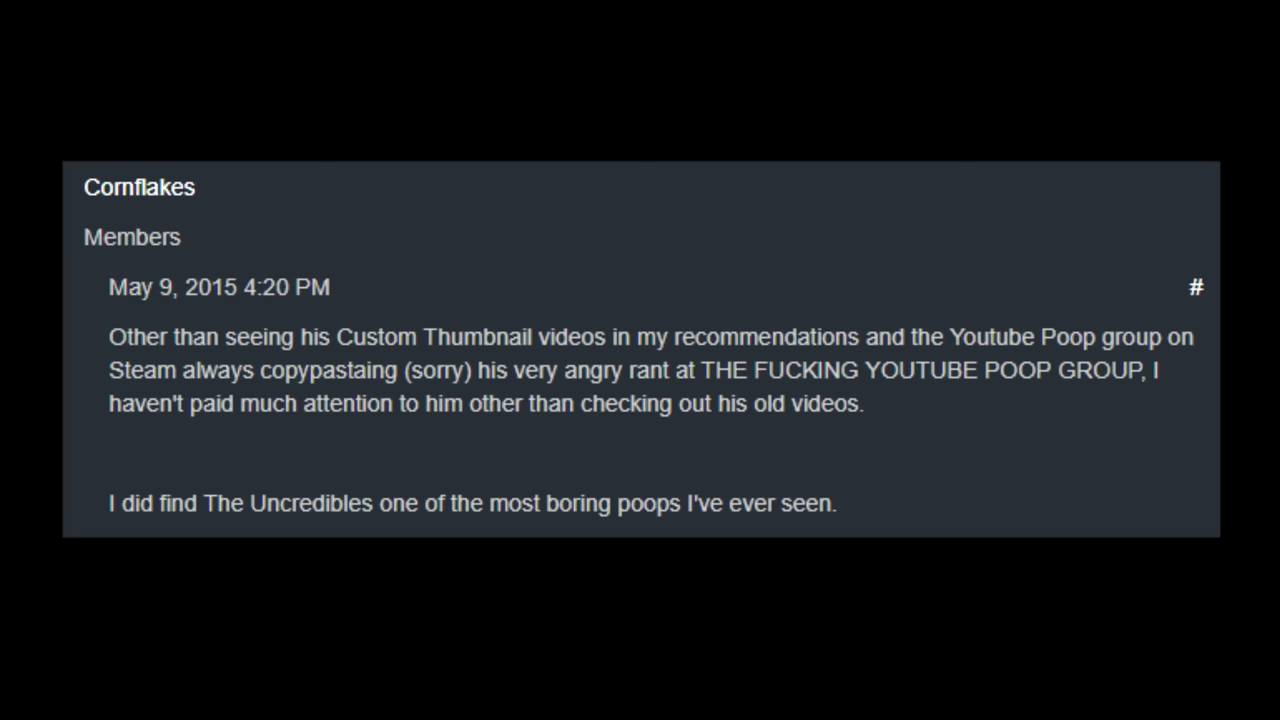 Cornflakes
Members
May 9, 2015 4:20 PM #
Other than seeing his Custom Thumbnail videos in my recommendations and the Youtube Poop group on
Steam always copypastaing (sorry) his very angry rant at THE FUCKING YOUTUBE POOP GROUP, I
haven't paid much attention to him other than checking out his old videos.
I did find The Uncredibles one of the most boring poops I've ever seen.